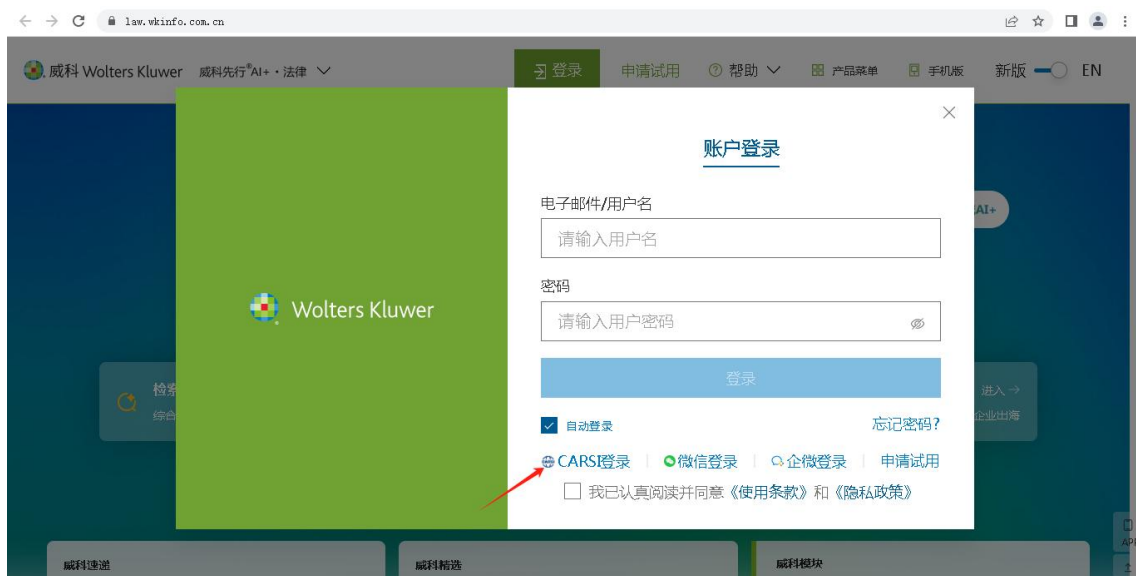 law.wkinfo.com.cn
威科 Wolters Kluwer 威科先行®AI+・法律 登录 申请试用 帮助 产品菜单 手机版 新版 EN
账户登录
电子邮件/用户名
请输入用户名
AI+
密码
Wolters Kluwer
请输入用户密码
登录
检索
进入→
综合
企业出海
自动登录 忘记密码?
CARSI登录 微信登录 企微登录 申请试用
我已认真阅读并同意《使用条款》和《隐私政策》
威科速递 威科精选 威科模块